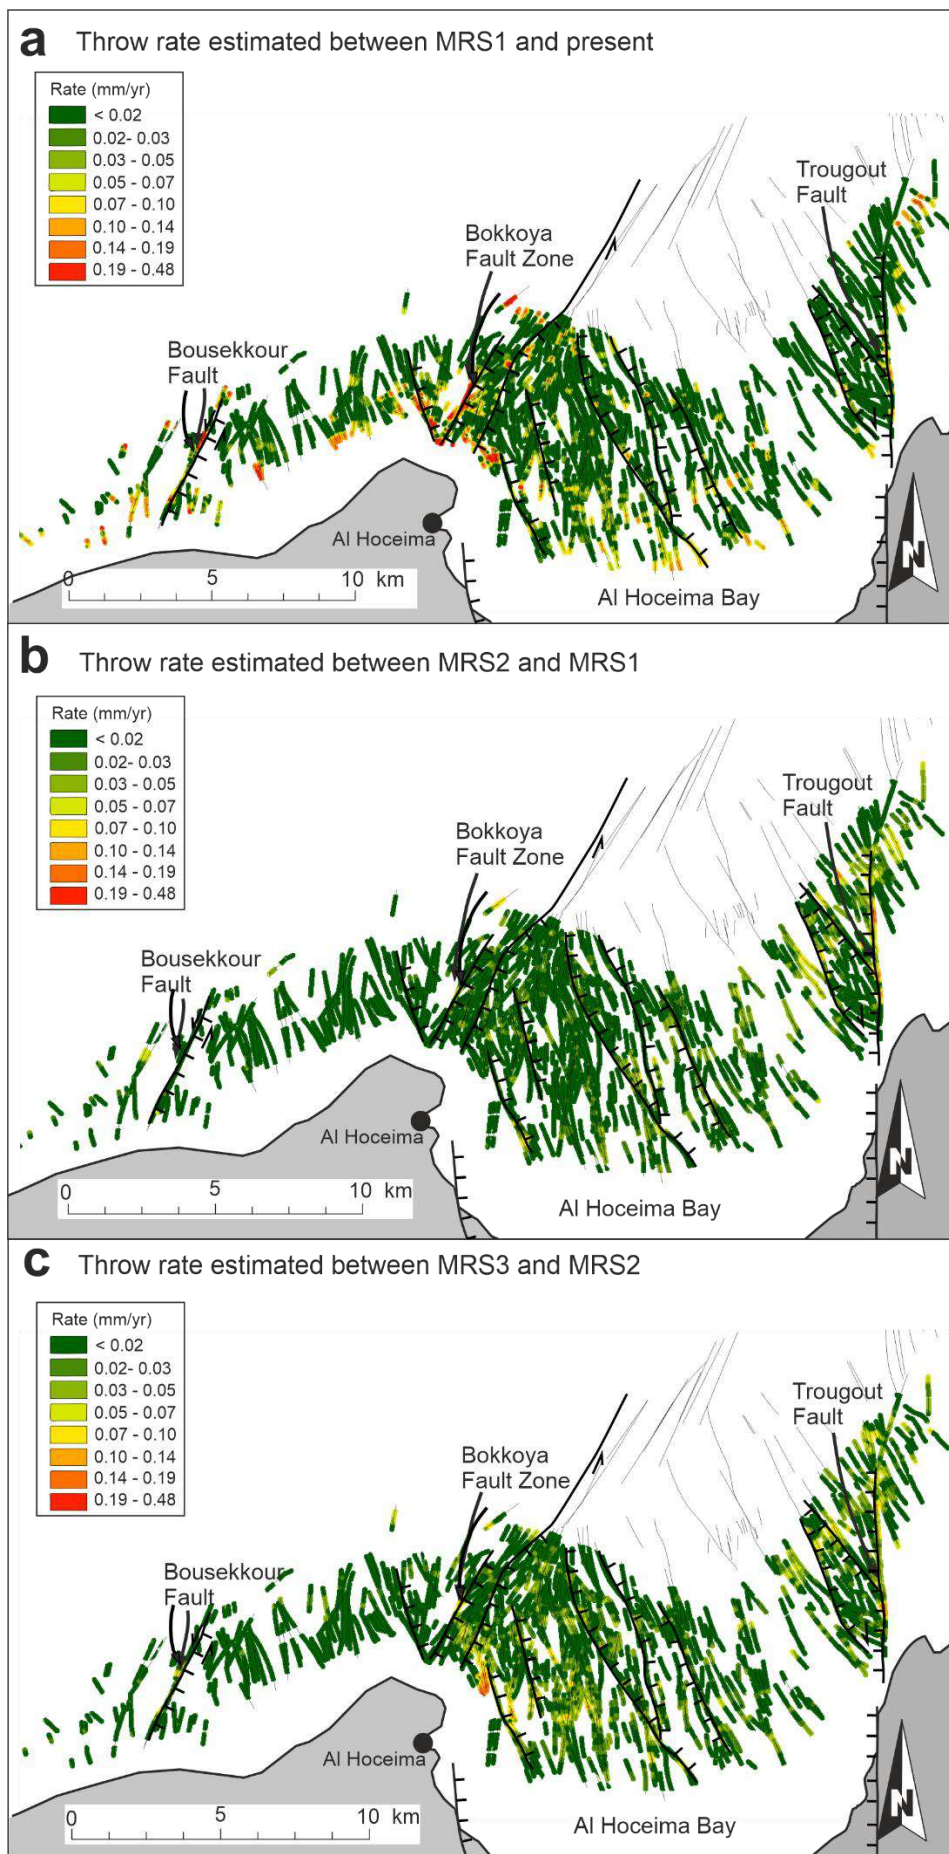 a Throw rate estimated between MRS1 and present
Rate (mm/yr)
< 0.02
0.02- 0.03
0.03 - 0.05
0.05 - 0.07
0.07 - 0.10
0.10 - 0.14
0.14 - 0.19
0.19 - 0.48
Trougout
Fault
Bokkoya
Fault Zone
Bousekkour
Fault
Al Hoceima
0 5 10 km
Al Hoceima Bay
N
b Throw rate estimated between MRS2 and MRS1
Rate (mm/yr)
< 0.02
0.02- 0.03
0.03 - 0.05
0.05 - 0.07
0.07 - 0.10
0.10 - 0.14
0.14 - 0.19
0.19 - 0.48
Trougout
Fault
Bokkoya
Fault Zone
Bousekkour
Fault
Al Hoceima
0 5 10 km
Al Hoceima Bay
N
c Throw rate estimated between MRS3 and MRS2
Rate (mm/yr)
< 0.02
0.02- 0.03
0.03 - 0.05
0.05 - 0.07
0.07 - 0.10
0.10 - 0.14
0.14 - 0.19
0.19 - 0.48
Trougout
Fault
Bokkoya
Fault Zone
Bousekkour
Fault
Al Hoceima
0 5 10 km
Al Hoceima Bay
N